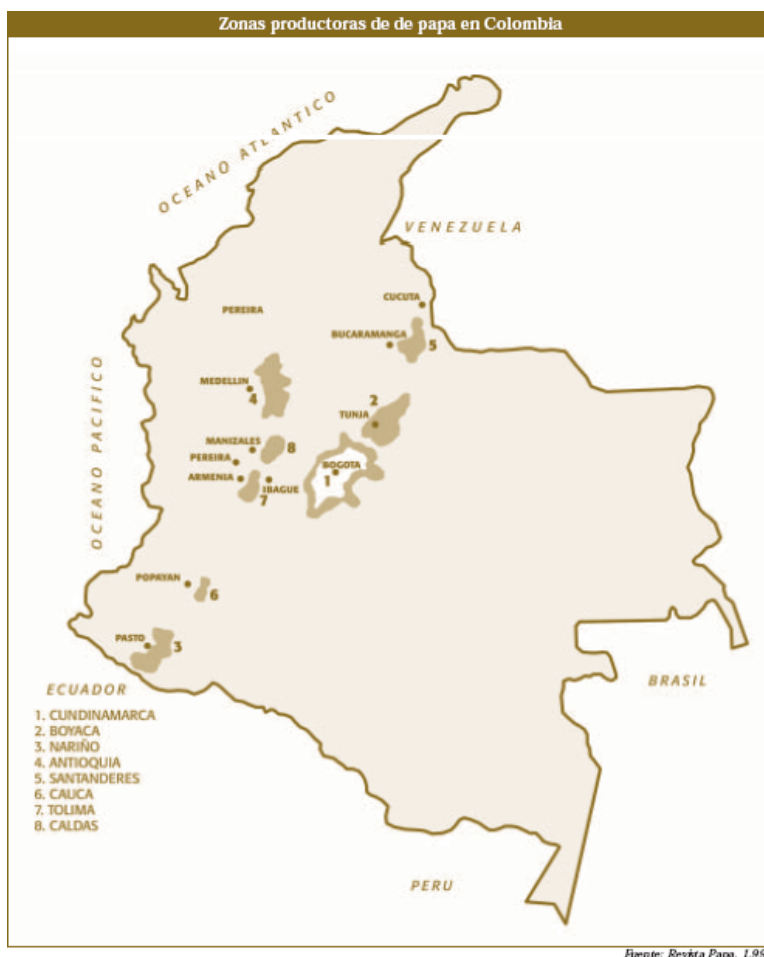 Zonas productoras de de papa en Colombia
OCEANO ATLANTICO
VENEZUELA
CUCUTA
PEREIRA
BUCARAMANGA
5
MEDELLIN
4
2
TUNJA
OCEANO PACIFICO
MANIZALES
8
PEREIRA
BOGOTA
1
ARMENIA
IBAGUE
7
POPAYAN
6
PASTO
3
ECUADOR
BRASIL
1. CUNDINAMARCA
2. BOYACA
3. NARIÑO
4. ANTIOQUIA
5. SANTANDERES
6. CAUCA
7. TOLIMA
8. CALDAS
PERU
Fuente: Revista Papa,